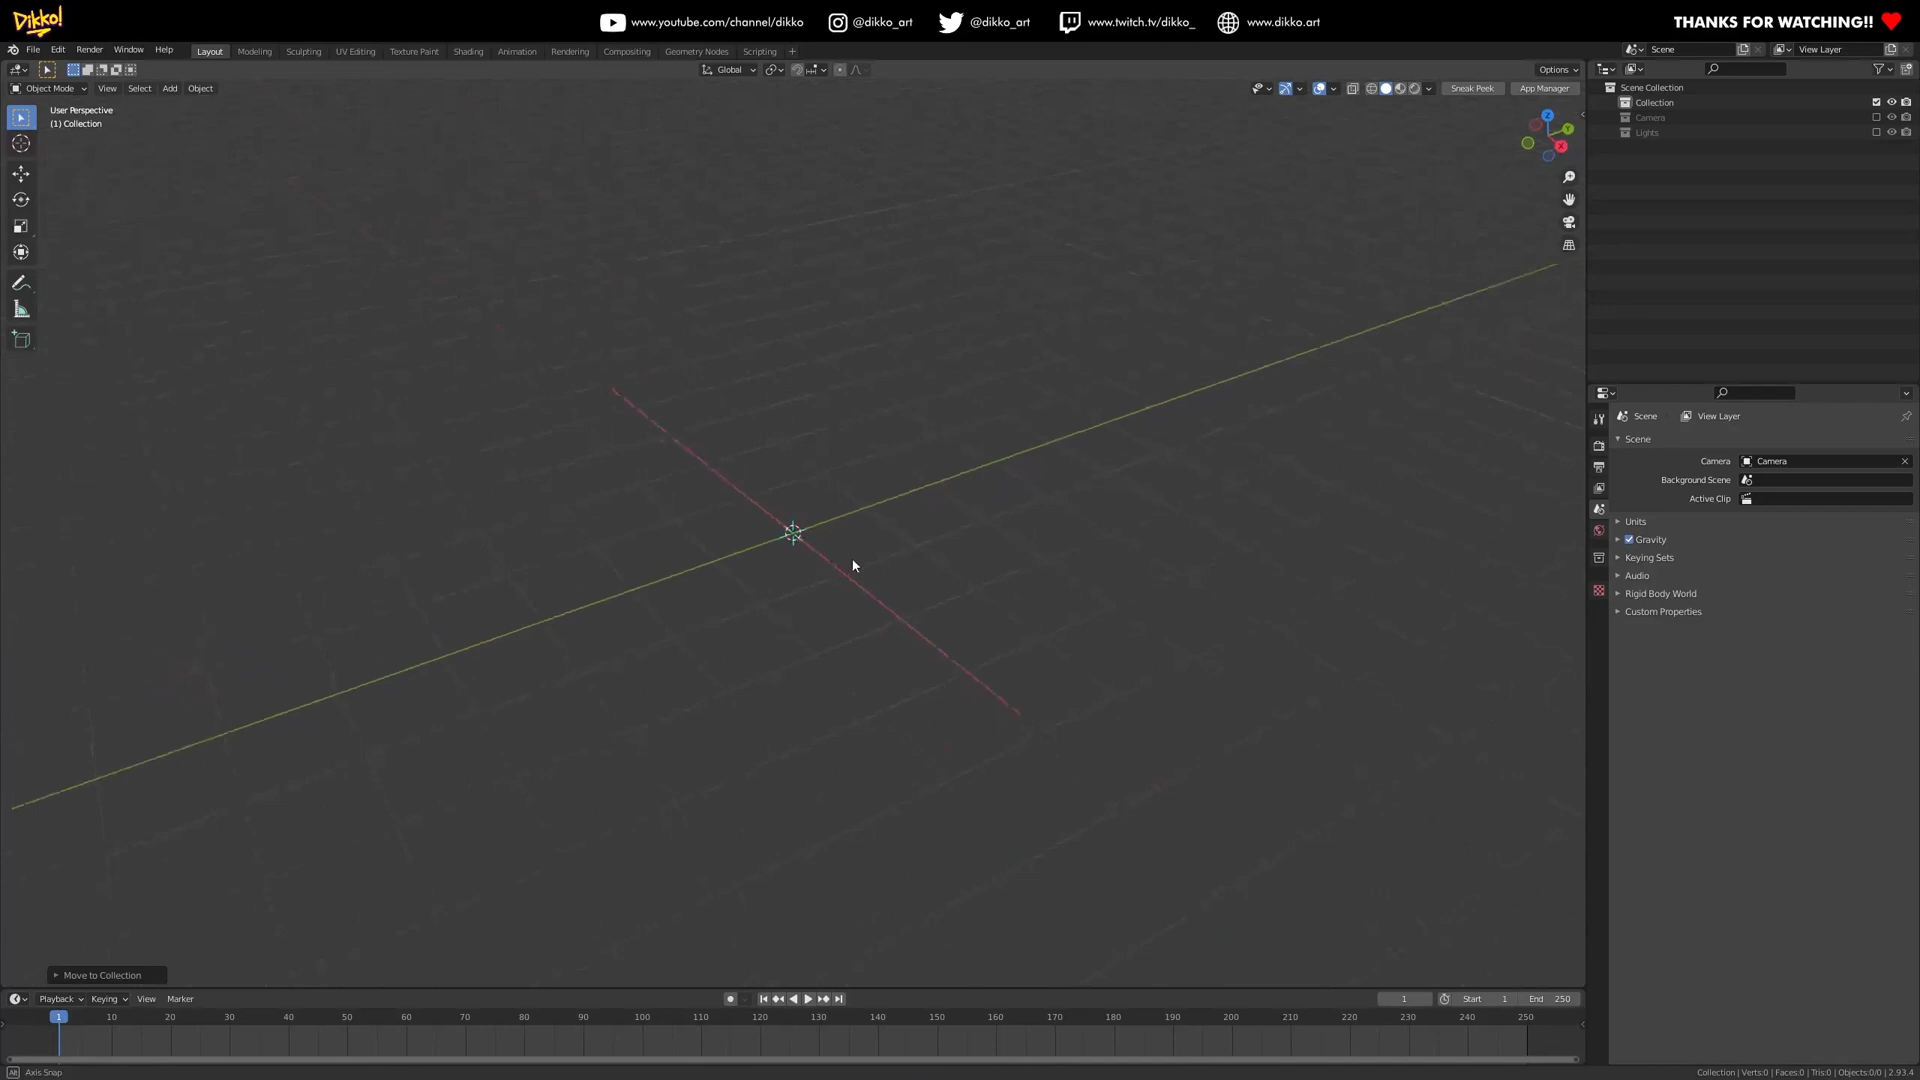 Dikko!
www.youtube.com/channel/dikko @dikko_art @dikko_art www.twitch.tv/dikko_ www.dikko.art THANKS FOR WATCHING!!
File Edit Render Window Help Layout Modeling Sculpting UV Editing Texture Paint Shading Animation Rendering Compositing Geometry Nodes Scripting + Scene View Layer
Global Options
Object Mode View Select Add Object Sneak Peek App Manager
Scene Collection
Collection
Camera
Lights
User Perspective
(1) Collection
Z
Y
X
Scene View Layer
Scene
Camera Camera
Background Scene
Active Clip
Units
Gravity
Keying Sets
Audio
Rigid Body World
Custom Properties
Move to Collection
Playback Keying View Marker 1 Start 1 End 250
1 10 20 30 40 50 60 70 80 90 100 110 120 130 140 150 160 170 180 190 200 210 220 230 240 250
Alt Axis Snap Collection | Verts:0 | Faces:0 | Tris:0 | Objects:0/0 | 2.93.4